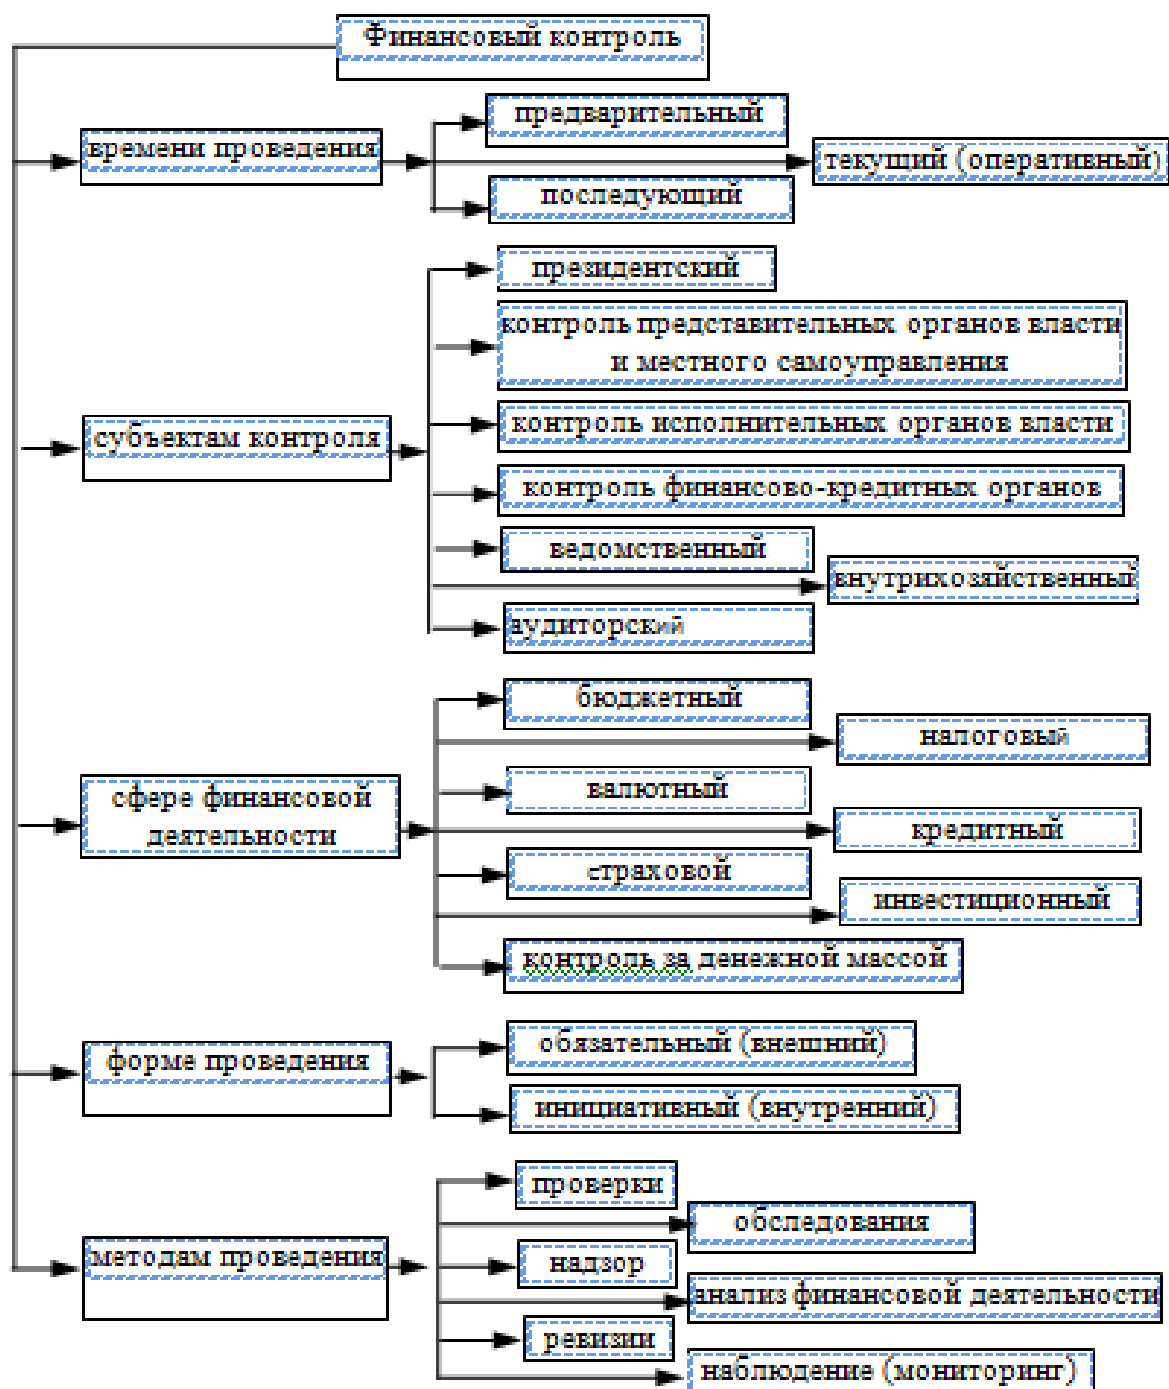 Финансовый контроль
времени проведения
предварительный
текущий (оперативный)
последующий
субъектам контроля
президентский
контроль представительных органов власти
и местного самоуправления
контроль исполнительных органов власти
контроль финансово-кредитных органов
ведомственный
внутрихозяйственный
аудиторский
сфере финансовой
деятельности
бюджетный
налоговый
валютный
кредитный
страховой
инвестиционный
контроль за денежной массой
форме проведения
обязательный (внешний)
инициативный (внутренний)
методам проведения
проверки
обследования
надзор
анализ финансовой деятельности
ревизии
наблюдение (мониторинг)